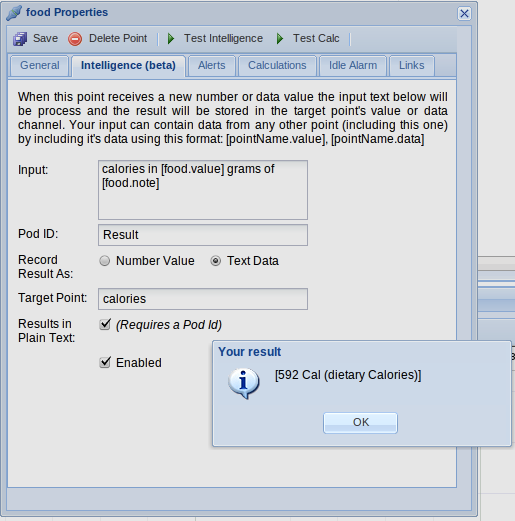 food Properties
Save Delete Point Test Intelligence Test Calc
General Intelligence (beta) Alerts Calculations Idle Alarm Links
When this point receives a new number or data value the input text below will
be process and the result will be stored in the target point's value or data
channel. Your input can contain data from any other point (including this one)
by including it's data using this format: [pointName.value], [pointName.data]
Input: calories in [food.value] grams of
[food.note]
Pod ID: Result
Record
Result As:
Number Value Text Data
Target Point: calories
Results in
Plain Text:
(Requires a Pod Id)
Enabled
Your result
[592 Cal (dietary Calories)]
OK